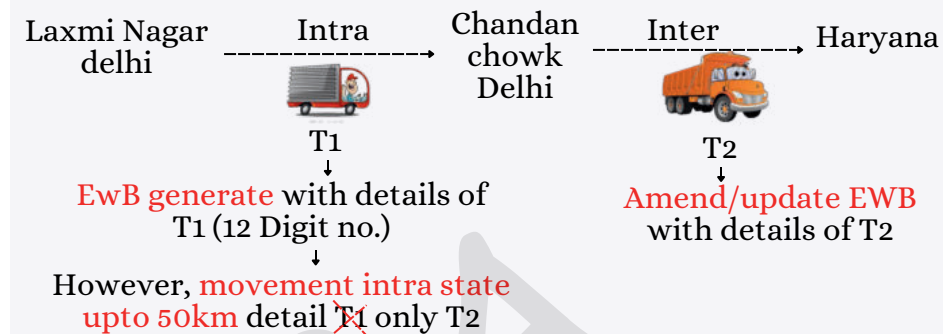 Laxmi Nagar
delhi
Intra
Chandan
chowk
Delhi
Inter
Haryana
T1
EwB generate with details of
T1 (12 Digit no.)
However, movement intra state
upto 50km detail T1 only T2
T2
Amend/update EWB
with details of T2